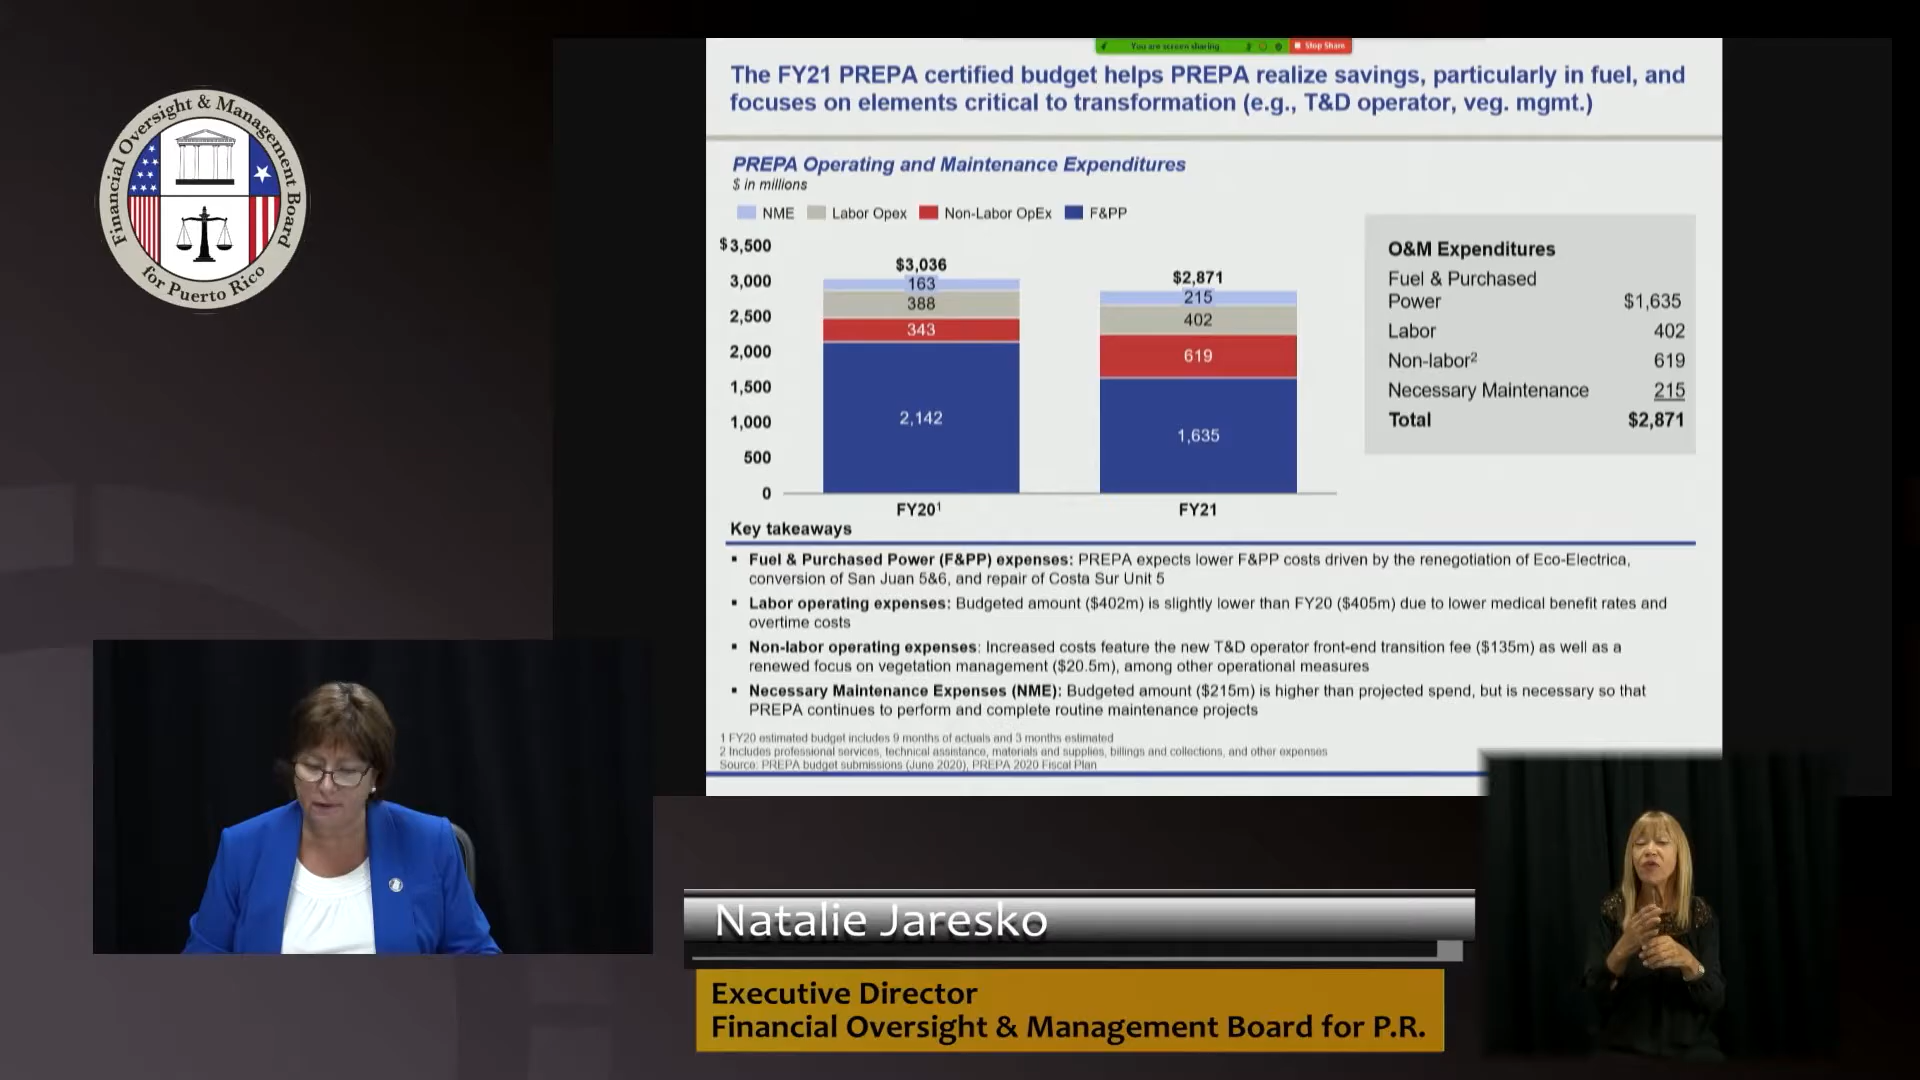 Financial Oversight & Management Board
for Puerto Rico
You are screen sharing
Stop Share
The FY21 PREPA certified budget helps PREPA realize savings, particularly in fuel, and
focuses on elements critical to transformation (e.g., T&D operator, veg. mgmt.)
PREPA Operating and Maintenance Expenditures
$ in millions
NME Labor Opex Non-Labor OpEx F&PP
$3,500
3,000
2,500
2,000
1,500
1,000
500
0
$3,036
163
388
343
2,142
FY20¹
$2,871
215
402
619
1,635
FY21
O&M Expenditures
Fuel & Purchased
Power $1,635
Labor 402
Non-labor² 619
Necessary Maintenance 215
Total $2,871
Key takeaways
▪ Fuel & Purchased Power (F&PP) expenses: PREPA expects lower F&PP costs driven by the renegotiation of Eco-Electrica,
conversion of San Juan 5&6, and repair of Costa Sur Unit 5
▪ Labor operating expenses: Budgeted amount ($402m) is slightly lower than FY20 ($405m) due to lower medical benefit rates and
overtime costs
▪ Non-labor operating expenses: Increased costs feature the new T&D operator front-end transition fee ($135m) as well as a
renewed focus on vegetation management ($20.5m), among other operational measures
▪ Necessary Maintenance Expenses (NME): Budgeted amount ($215m) is higher than projected spend, but is necessary so that
PREPA continues to perform and complete routine maintenance projects
1 FY20 estimated budget includes 9 months of actuals and 3 months estimated
2 Includes professional services, technical assistance, materials and supplies, billings and collections, and other expenses
Source: PREPA budget submissions (June 2020), PREPA 2020 Fiscal Plan
Natalie Jaresko
Executive Director
Financial Oversight & Management Board for P.R.